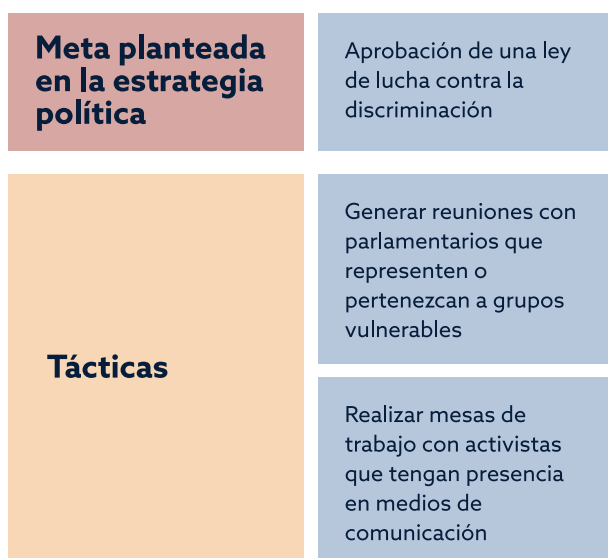 Meta planteada
en la estrategia
política
Aprobación de una ley
de lucha contra la
discriminación
Tácticas
Generar reuniones con
parlamentarios que
representen o
pertenezcan a grupos
vulnerables
Realizar mesas de
trabajo con activistas
que tengan presencia
en medios de
comunicación